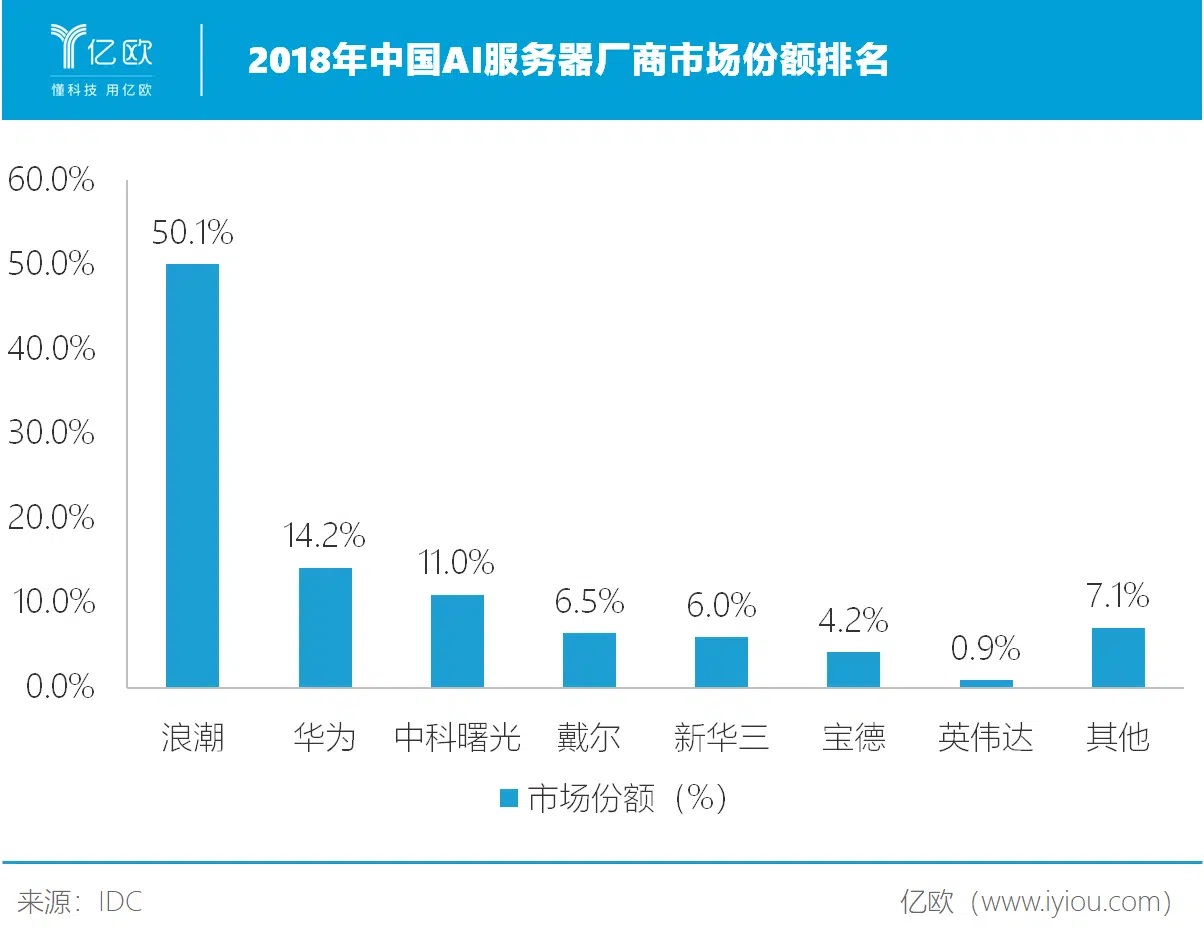 亿欧
懂科技 用亿欧
2018年中国AI服务器厂商市场份额排名
60.0%
50.0%
40.0%
30.0%
20.0%
10.0%
0.0%
50.1%
14.2%
11.0%
6.5%
6.0%
4.2%
0.9%
7.1%
浪潮 华为 中科曙光 戴尔 新华三 宝德 英伟达 其他
市场份额（%）
来源：IDC 亿欧（www.iyiou.com）